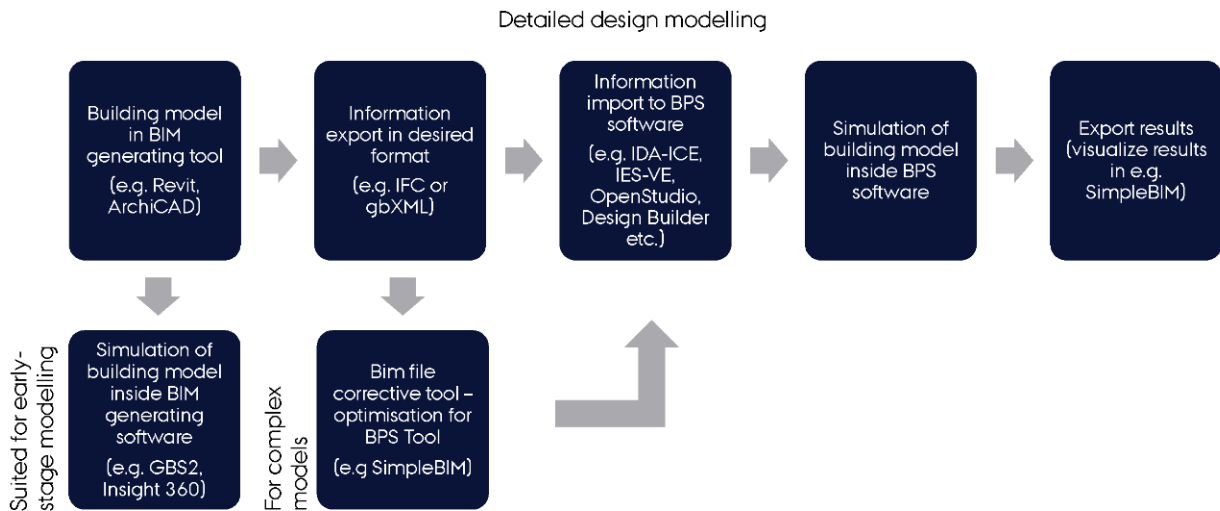 Detailed design modelling
Building model
in BIM
generating tool
(e.g. Revit,
ArchiCAD)
Information
export in desired
format
(e.g. IFC or
gbXML)
Information
import to BPS
software
(e.g. IDA-ICE,
IES-VE,
OpenStudio,
Design Builder
etc.)
Simulation of
building model
inside BPS
software
Export results
(visualize results
in e.g.
SimpleBIM)
Suited for early-
stage modelling
Simulation of
building model
inside BIM
generating
software
(e.g. GBS2,
Insight 360)
For complex
models
Bim file
corrective tool –
optimisation for
BPS Tool
(e.g SimpleBIM)